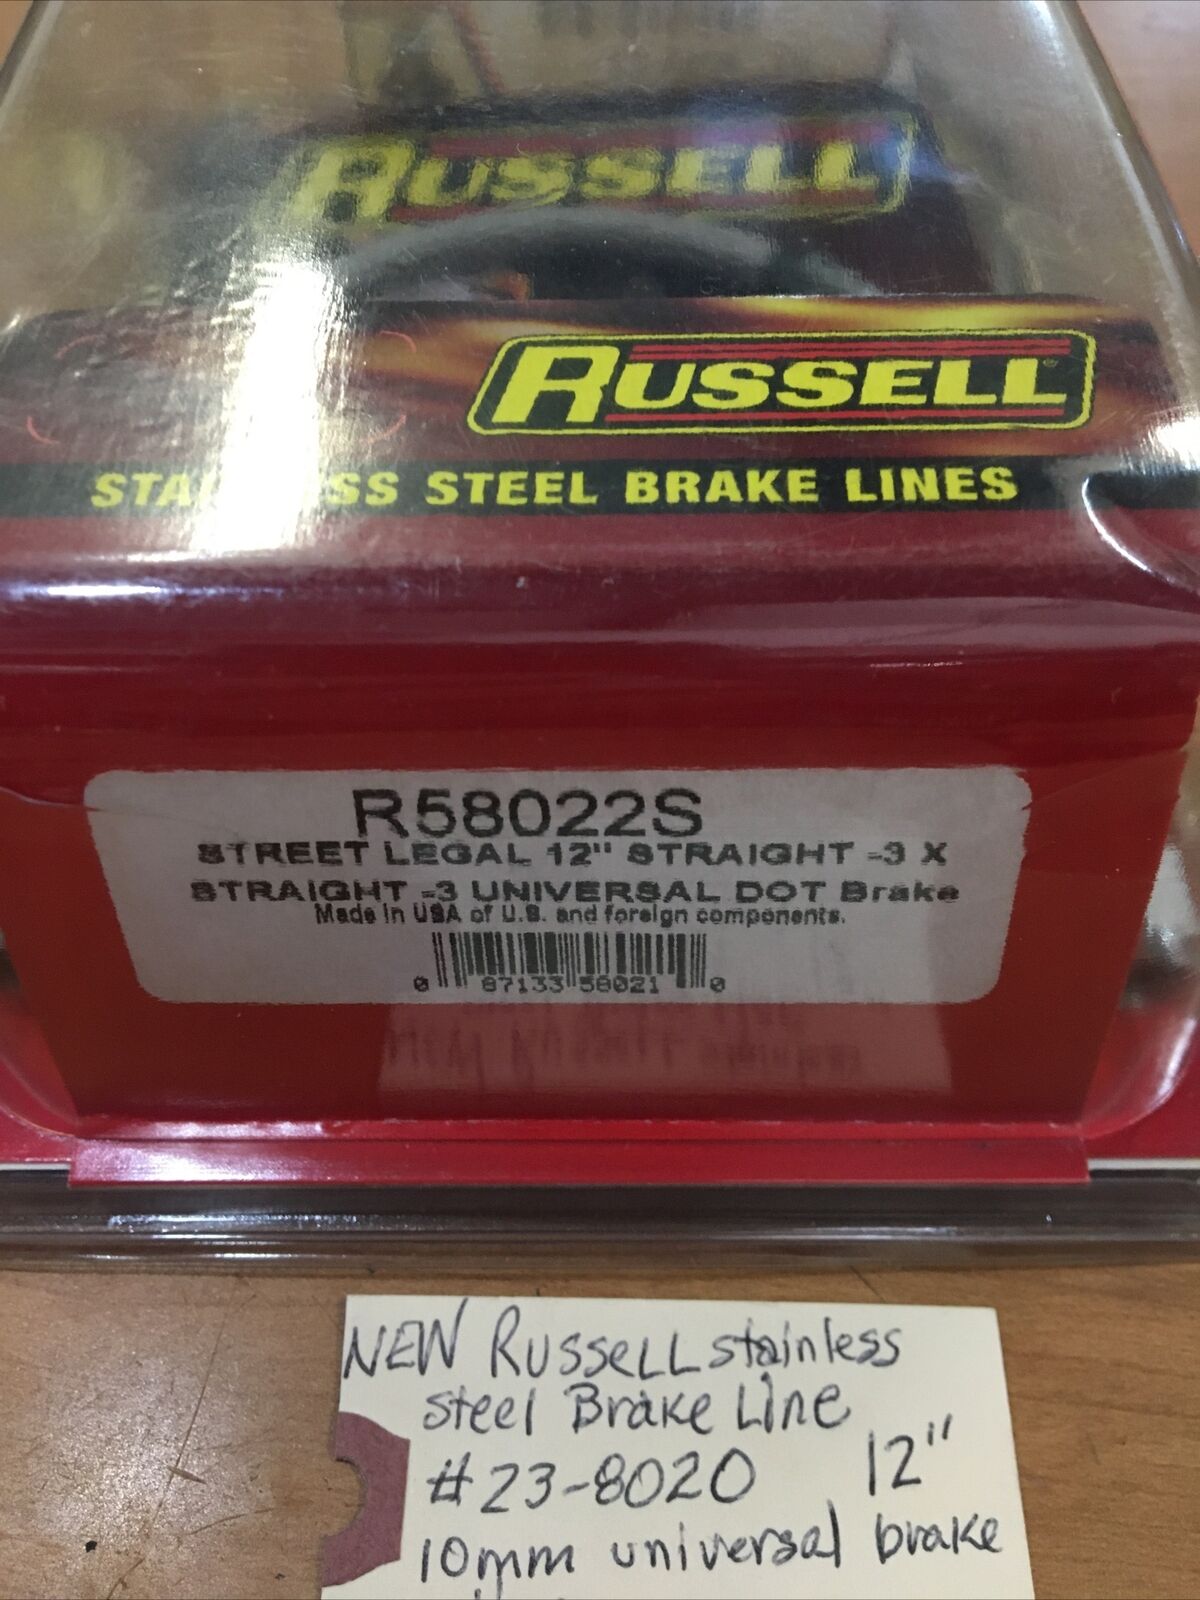 RUSSELL
RUSSELL
STAINLESS STEEL BRAKE LINES
R58022S
STREET LEGAL 12" STRAIGHT -3 X
STRAIGHT -3 UNIVERSAL DOT Brake
Made in USA of U.S. and foreign components.
0 87133 58021 0
NEW RUSSELL stainless
steel Brake Line
#23-8020 12"
10mm universal brake